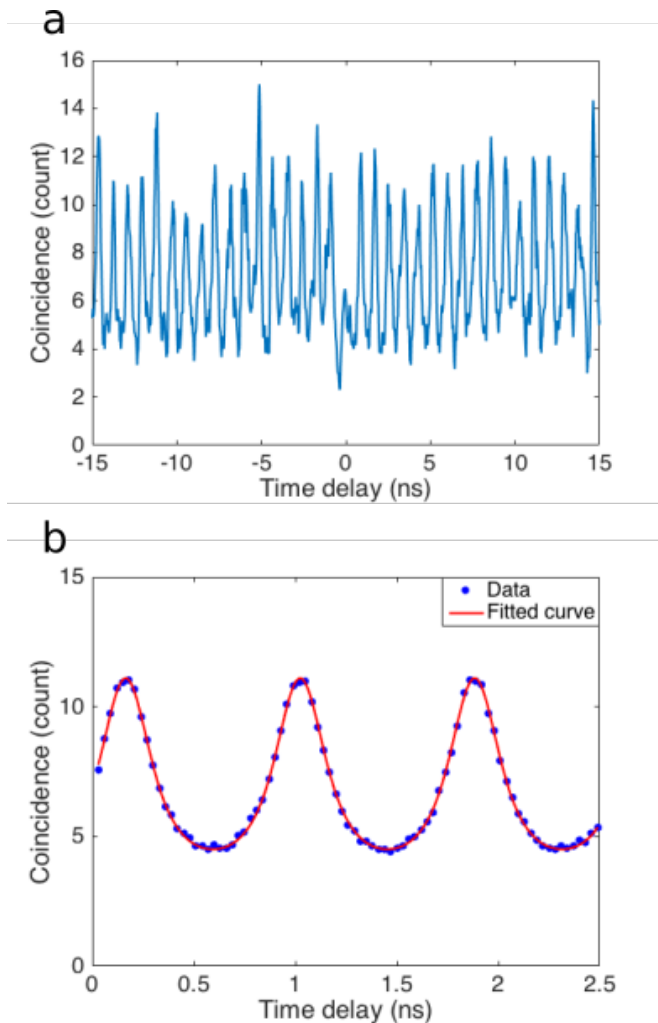 a
Coincidence (count)
16
14
12
10
8
6
4
2
0
-15 -10 -5 0 5 10 15
Time delay (ns)
b
Coincidence (count)
15
10
5
0
Data
Fitted curve
0 0.5 1 1.5 2 2.5
Time delay (ns)